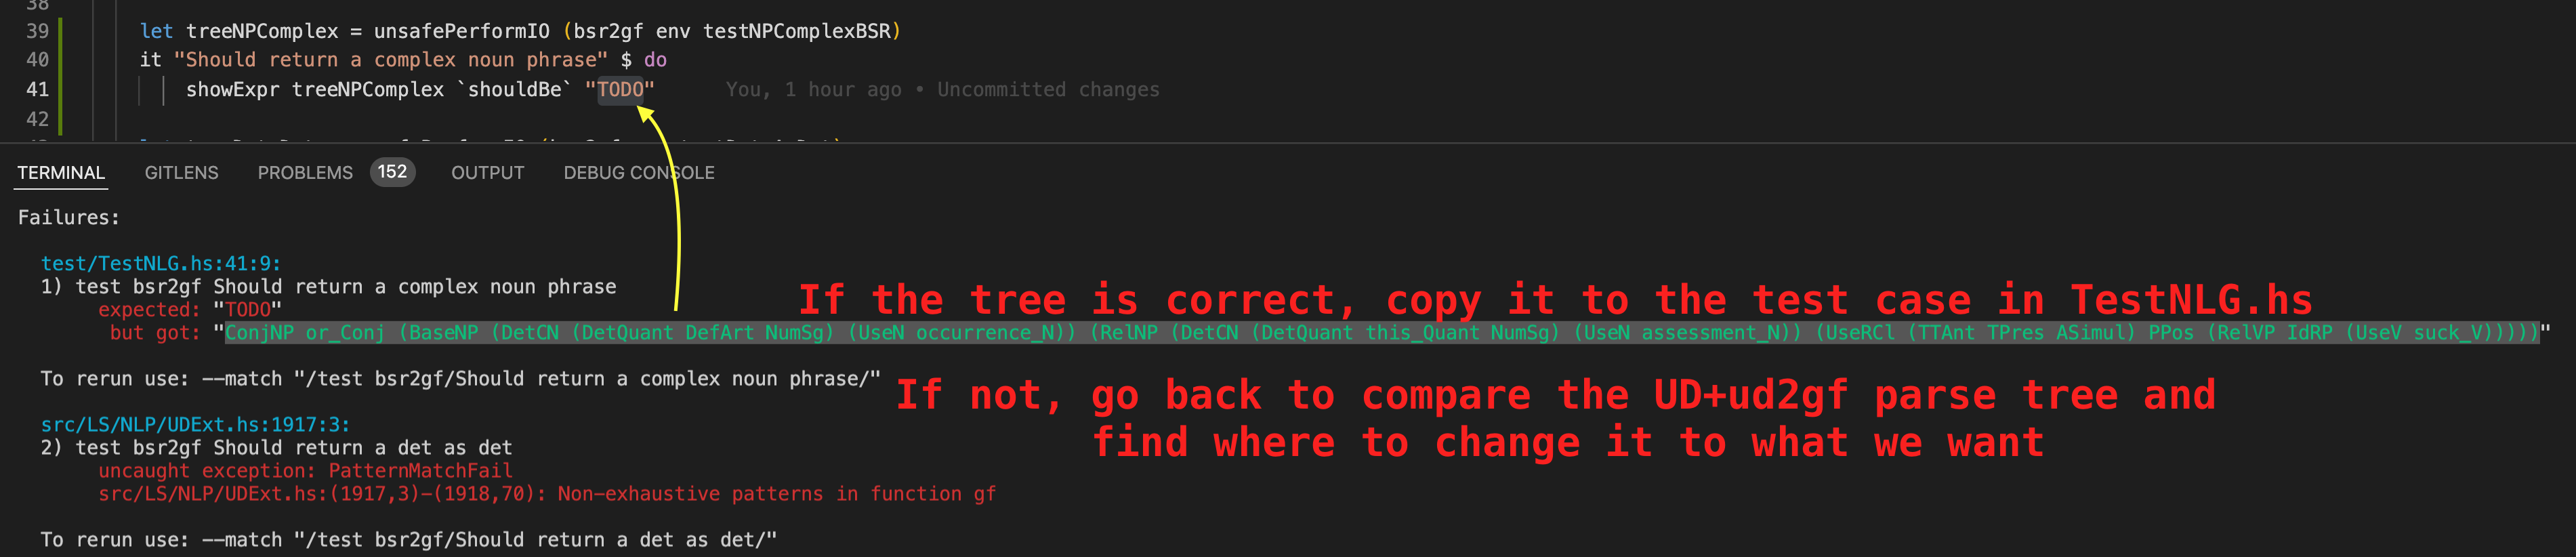 38
39 let treeNPComplex = unsafePerformIO (bsr2gf env testNPComplexBSR)
40 it "Should return a complex noun phrase" $ do
41 showExpr treeNPComplex `shouldBe` "TODO" You, 1 hour ago • Uncommitted changes
42
TERMINAL GITLENS PROBLEMS 152 OUTPUT DEBUG CONSOLE
Failures:
test/TestNLG.hs:41:9:
1) test bsr2gf Should return a complex noun phrase
expected: "TODO"
If the tree is correct, copy it to the test case in TestNLG.hs
but got: "ConjNP or_Conj (BaseNP (DetCN (DetQuant DefArt NumSg) (UseN occurrence_N)) (RelNP (DetCN (DetQuant this_Quant NumSg) (UseN assessment_N)) (UseRCl (TTAnt TPres ASimul) PPos (RelVP IdRP (UseV suck_V)))))"
To rerun use: --match "/test bsr2gf/Should return a complex noun phrase/"
If not, go back to compare the UD+ud2gf parse tree and
find where to change it to what we want
src/LS/NLP/UDExt.hs:1917:3:
2) test bsr2gf Should return a det as det
uncaught exception: PatternMatchFail
src/LS/NLP/UDExt.hs:(1917,3)-(1918,70): Non-exhaustive patterns in function gf
To rerun use: --match "/test bsr2gf/Should return a det as det/"